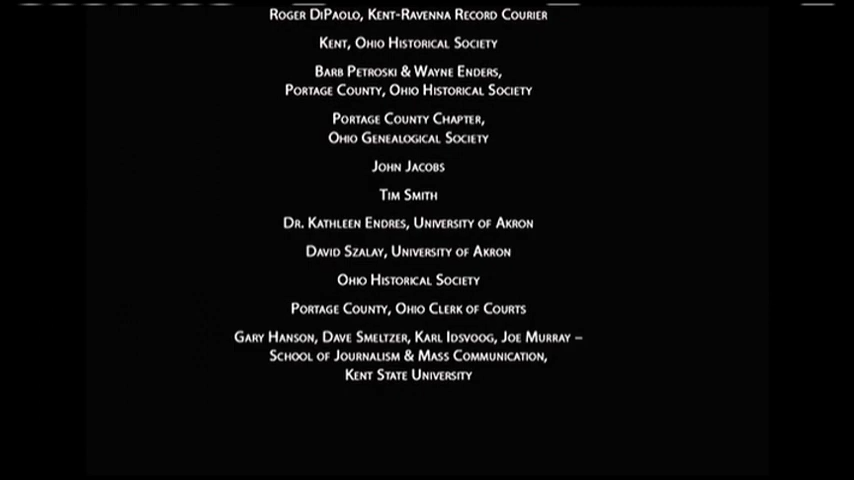 Roger DiPaolo, Kent-Ravenna Record Courier
Kent, Ohio Historical Society
Barb Petroski & Wayne Enders,
Portage County, Ohio Historical Society
Portage County Chapter,
Ohio Genealogical Society
John Jacobs
Tim Smith
Dr. Kathleen Endres, University of Akron
David Szalay, University of Akron
Ohio Historical Society
Portage County, Ohio Clerk of Courts
Gary Hanson, Dave Smeltzer, Karl Idsvoog, Joe Murray –
School of Journalism & Mass Communication,
Kent State University